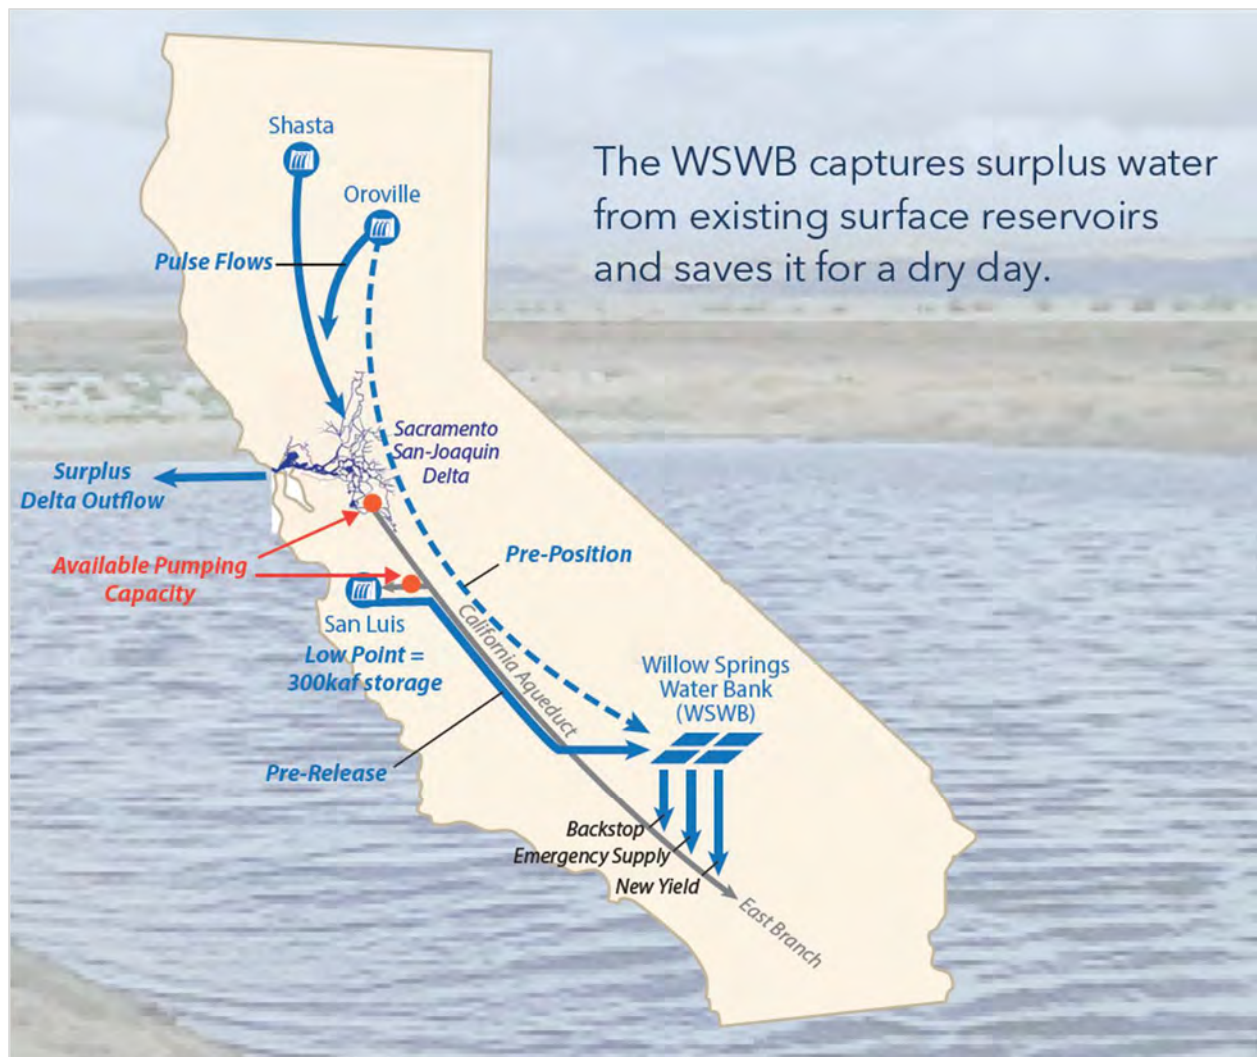 Shasta
Oroville
Pulse Flows
The WSWB captures surplus water
from existing surface reservoirs
and saves it for a dry day.
Sacramento
San-Joaquin
Delta
Surplus
Delta Outflow
Available Pumping
Capacity
Pre-Position
San Luis
Low Point =
300kaf storage
California Aqueduct
Willow Springs
Water Bank
(WSWB)
Pre-Release
Backstop
Emergency Supply
New Yield
East Branch